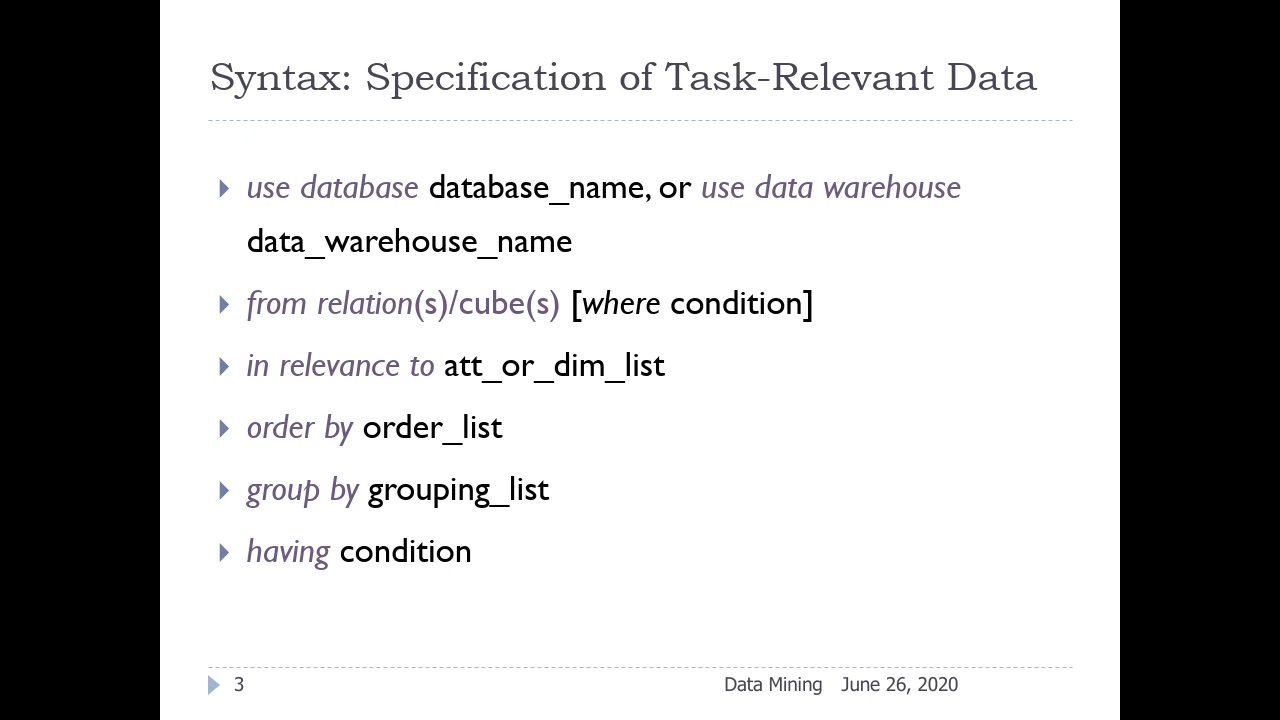 Syntax: Specification of Task-Relevant Data
use database database_name, or use data warehouse
data_warehouse_name
from relation(s)/cube(s) [where condition]
in relevance to att_or_dim_list
order by order_list
group by grouping_list
having condition
3
Data Mining June 26, 2020